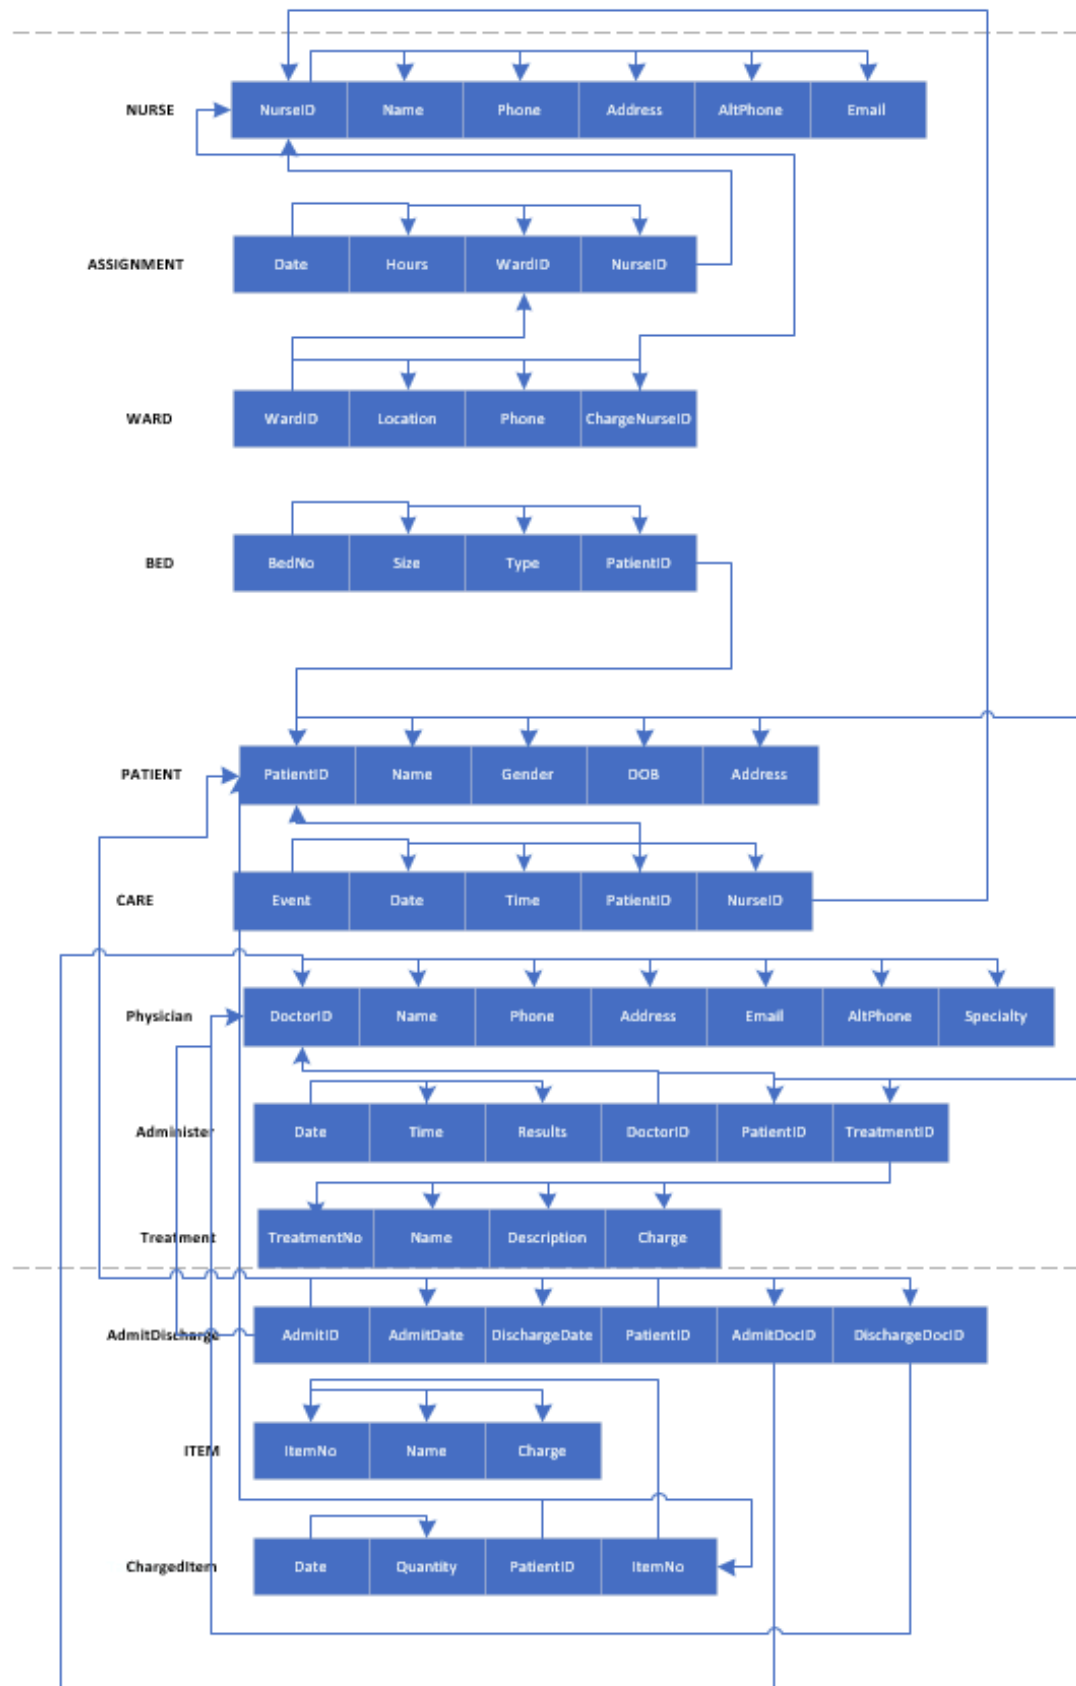 NURSE NurseID Name Phone Address AltPhone Email
ASSIGNMENT Date Hours WardID NurseID
WARD WardID Location Phone ChargeNurseID
BED BedNo Size Type PatientID
PATIENT PatientID Name Gender DOB Address
CARE Event Date Time PatientID NurseID
Physician DoctorID Name Phone Address Email AltPhone Specialty
Administer Date Time Results DoctorID PatientID TreatmentID
Treatment TreatmentNo Name Description Charge
AdmitDischarge AdmitID AdmitDate DischargeDate PatientID AdmitDocID DischargeDocID
ITEM ItemNo Name Charge
ChargedItem Date Quantity PatientID ItemNo